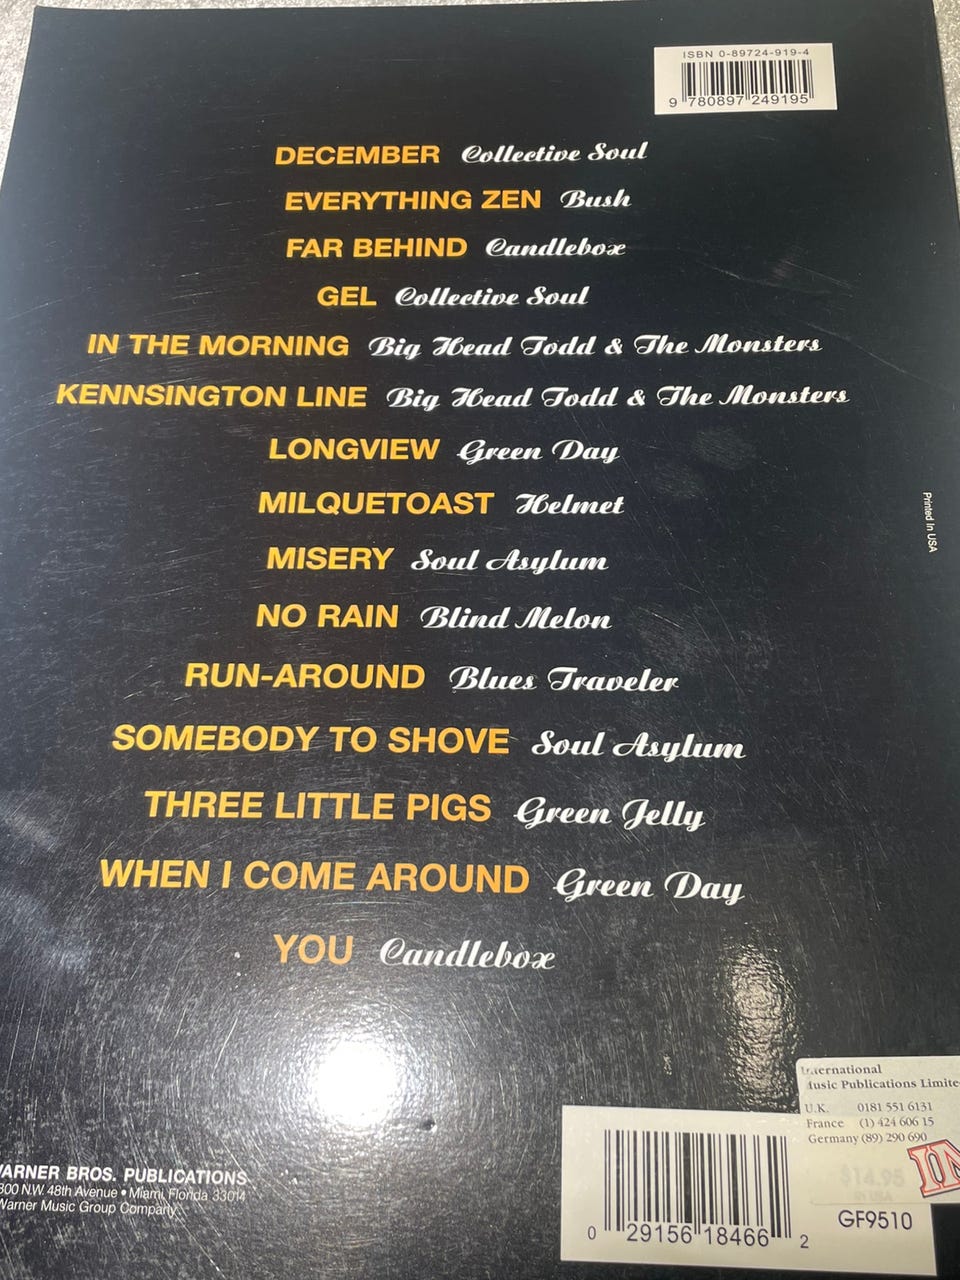 ISBN 0-89724-919-4
9 780897 249195
DECEMBER Collective Soul
EVERYTHING ZEN Bush
FAR BEHIND Candlebox
GEL Collective Soul
IN THE MORNING Big Head Todd & The Monsters
KENNSINGTON LINE Big Head Todd & The Monsters
LONGVIEW Green Day
MILQUETOAST Helmet
MISERY Soul Asylum
NO RAIN Blind Melon
RUN-AROUND Blues Traveler
SOMEBODY TO SHOVE Soul Asylum
THREE LITTLE PIGS Green Jelly
WHEN I COME AROUND Green Day
YOU Candlebox
Printed in USA
WARNER BROS. PUBLICATIONS
800 N.W. 48th Avenue • Miami, Florida 33014
Warner Music Group Company
International
Music Publications Limite
U.K. 0181 551 6131
France (1) 424 606 15
Germany (89) 290 690
$14.95
IN USA
IM
GF9510
0 29156 18466 2